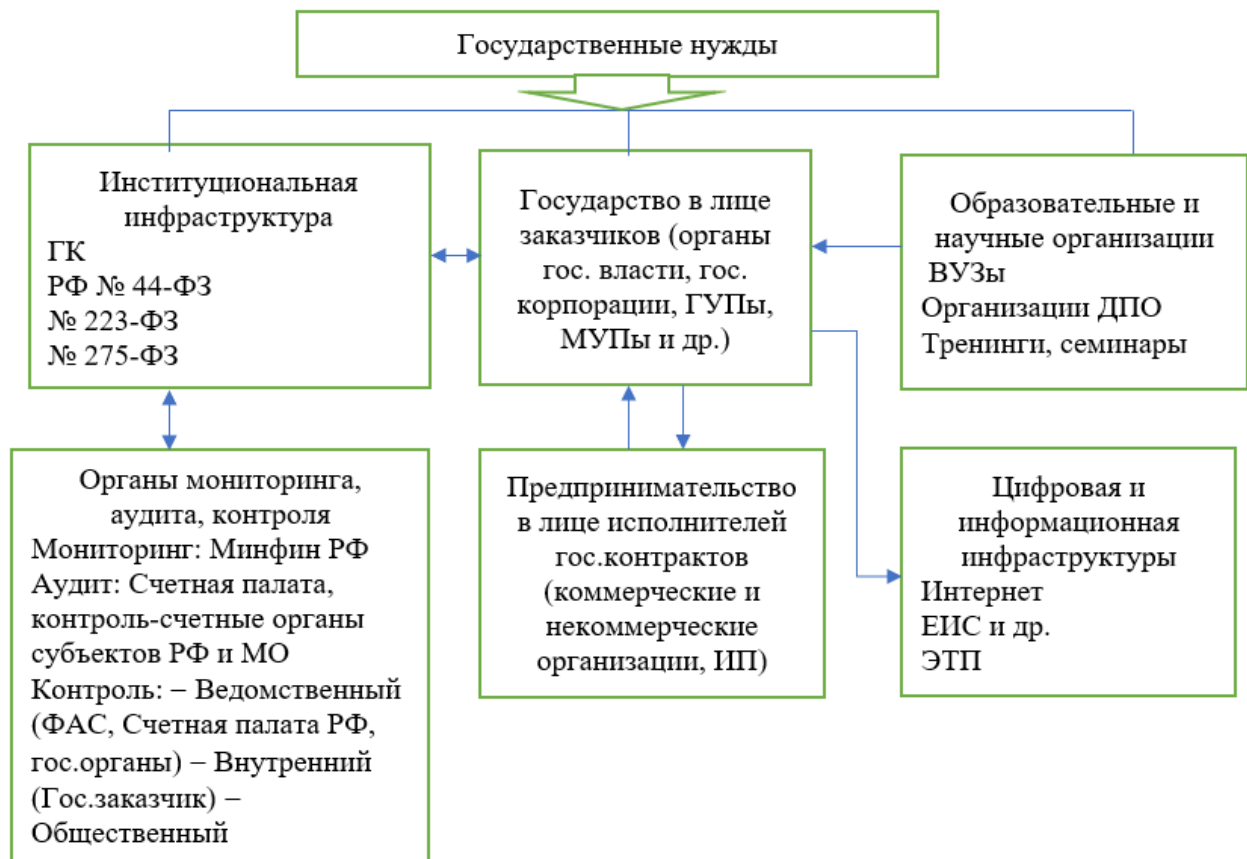 Государственные нужды
Институциональная
инфраструктура
ГК
РФ № 44-ФЗ
№ 223-ФЗ
№ 275-ФЗ
Государство в лице
заказчиков (органы
гос. власти, гос.
корпорации, ГУПы,
МУПы и др.)
Образовательные и
научные организации
ВУЗы
Организации ДПО
Тренинги, семинары
Органы мониторинга,
аудита, контроля
Мониторинг: Минфин РФ
Аудит: Счетная палата,
контроль-счетные органы
субъектов РФ и МО
Контроль: – Ведомственный
(ФАС, Счетная палата РФ,
гос.органы) – Внутренний
(Гос.заказчик) –
Общественный
Предпринимательство
в лице исполнителей
гос.контрактов
(коммерческие и
некоммерческие
организации, ИП)
Цифровая и
информационная
инфраструктуры
Интернет
ЕИС и др.
ЭТП